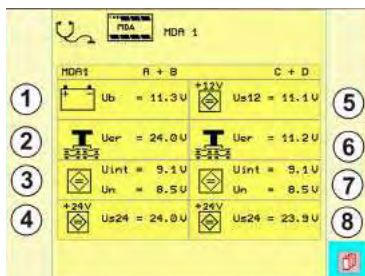 MDA
MDA 1
MDA1 A + B C + D
1 Ub = 11.3V +12V Us12 = 11.1V 5
2 Uer = 24.0V Uer = 11.2V 6
3 Uint = 9.1V Uint = 9.1V 7
Un = 8.5V Un = 8.5V
4 +24V Us24 = 24.0V +24V Us24 = 23.9V 8